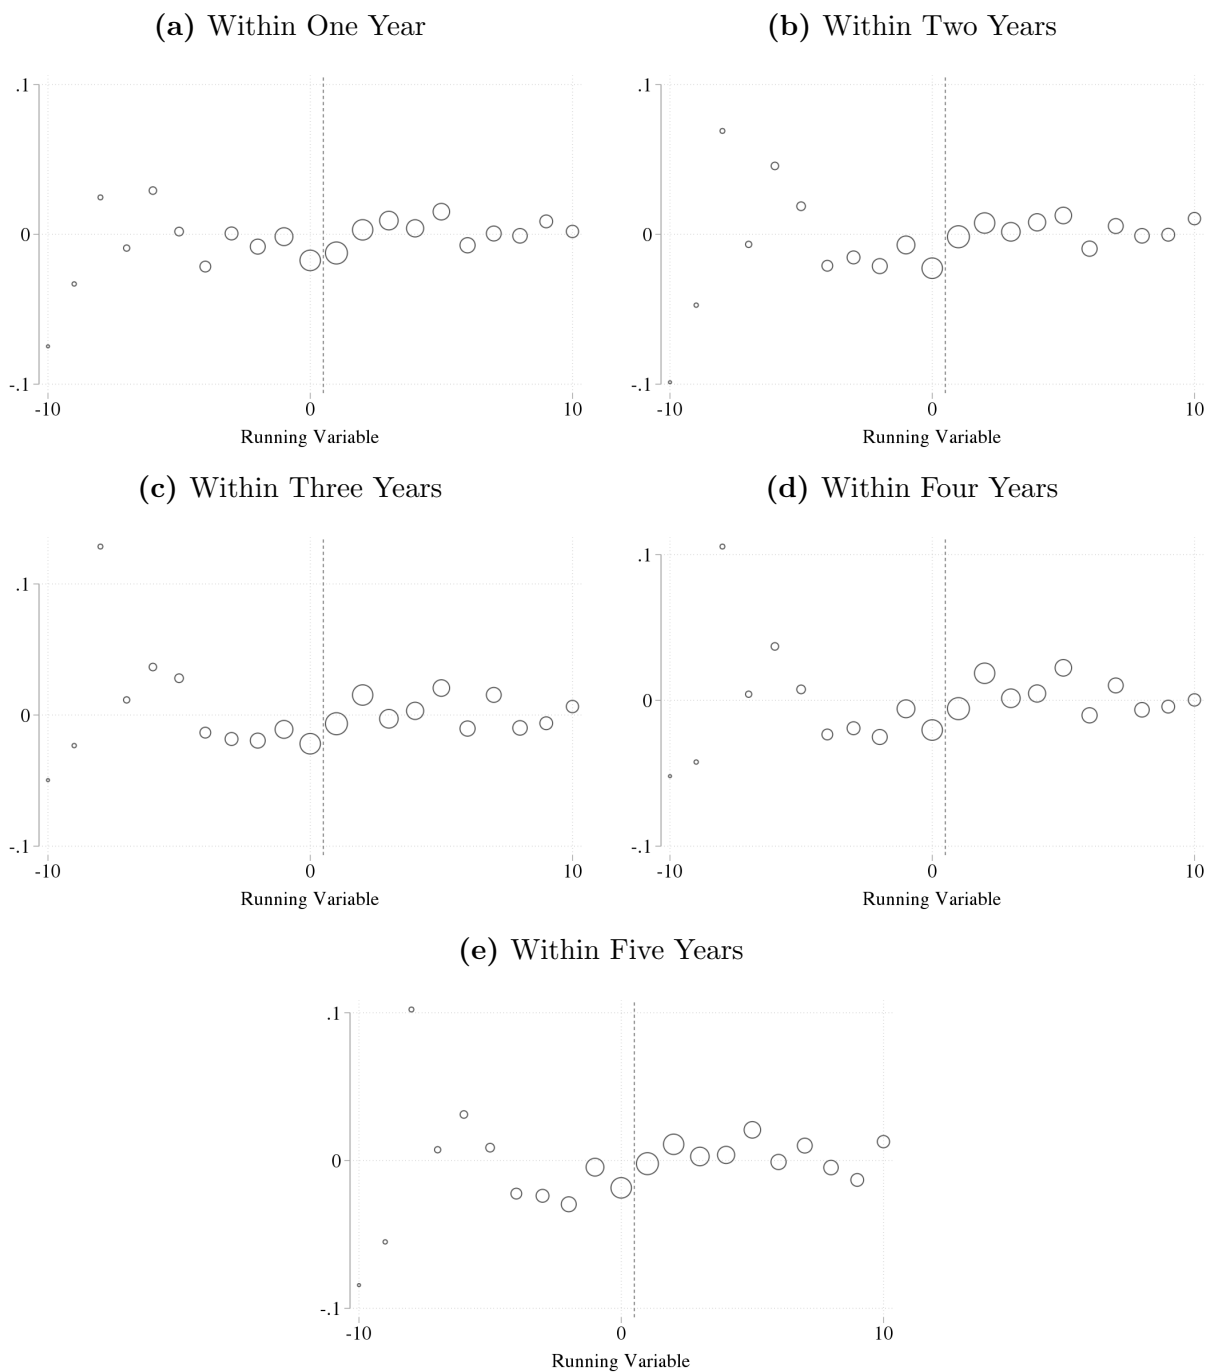 (a) Within One Year
(b) Within Two Years
.1
0
-.1
-10 0 10
Running Variable
.1
0
-.1
-10 0 10
Running Variable
(c) Within Three Years
(d) Within Four Years
.1
0
-.1
-10 0 10
Running Variable
.1
0
-.1
-10 0 10
Running Variable
(e) Within Five Years
.1
0
-.1
-10 0 10
Running Variable